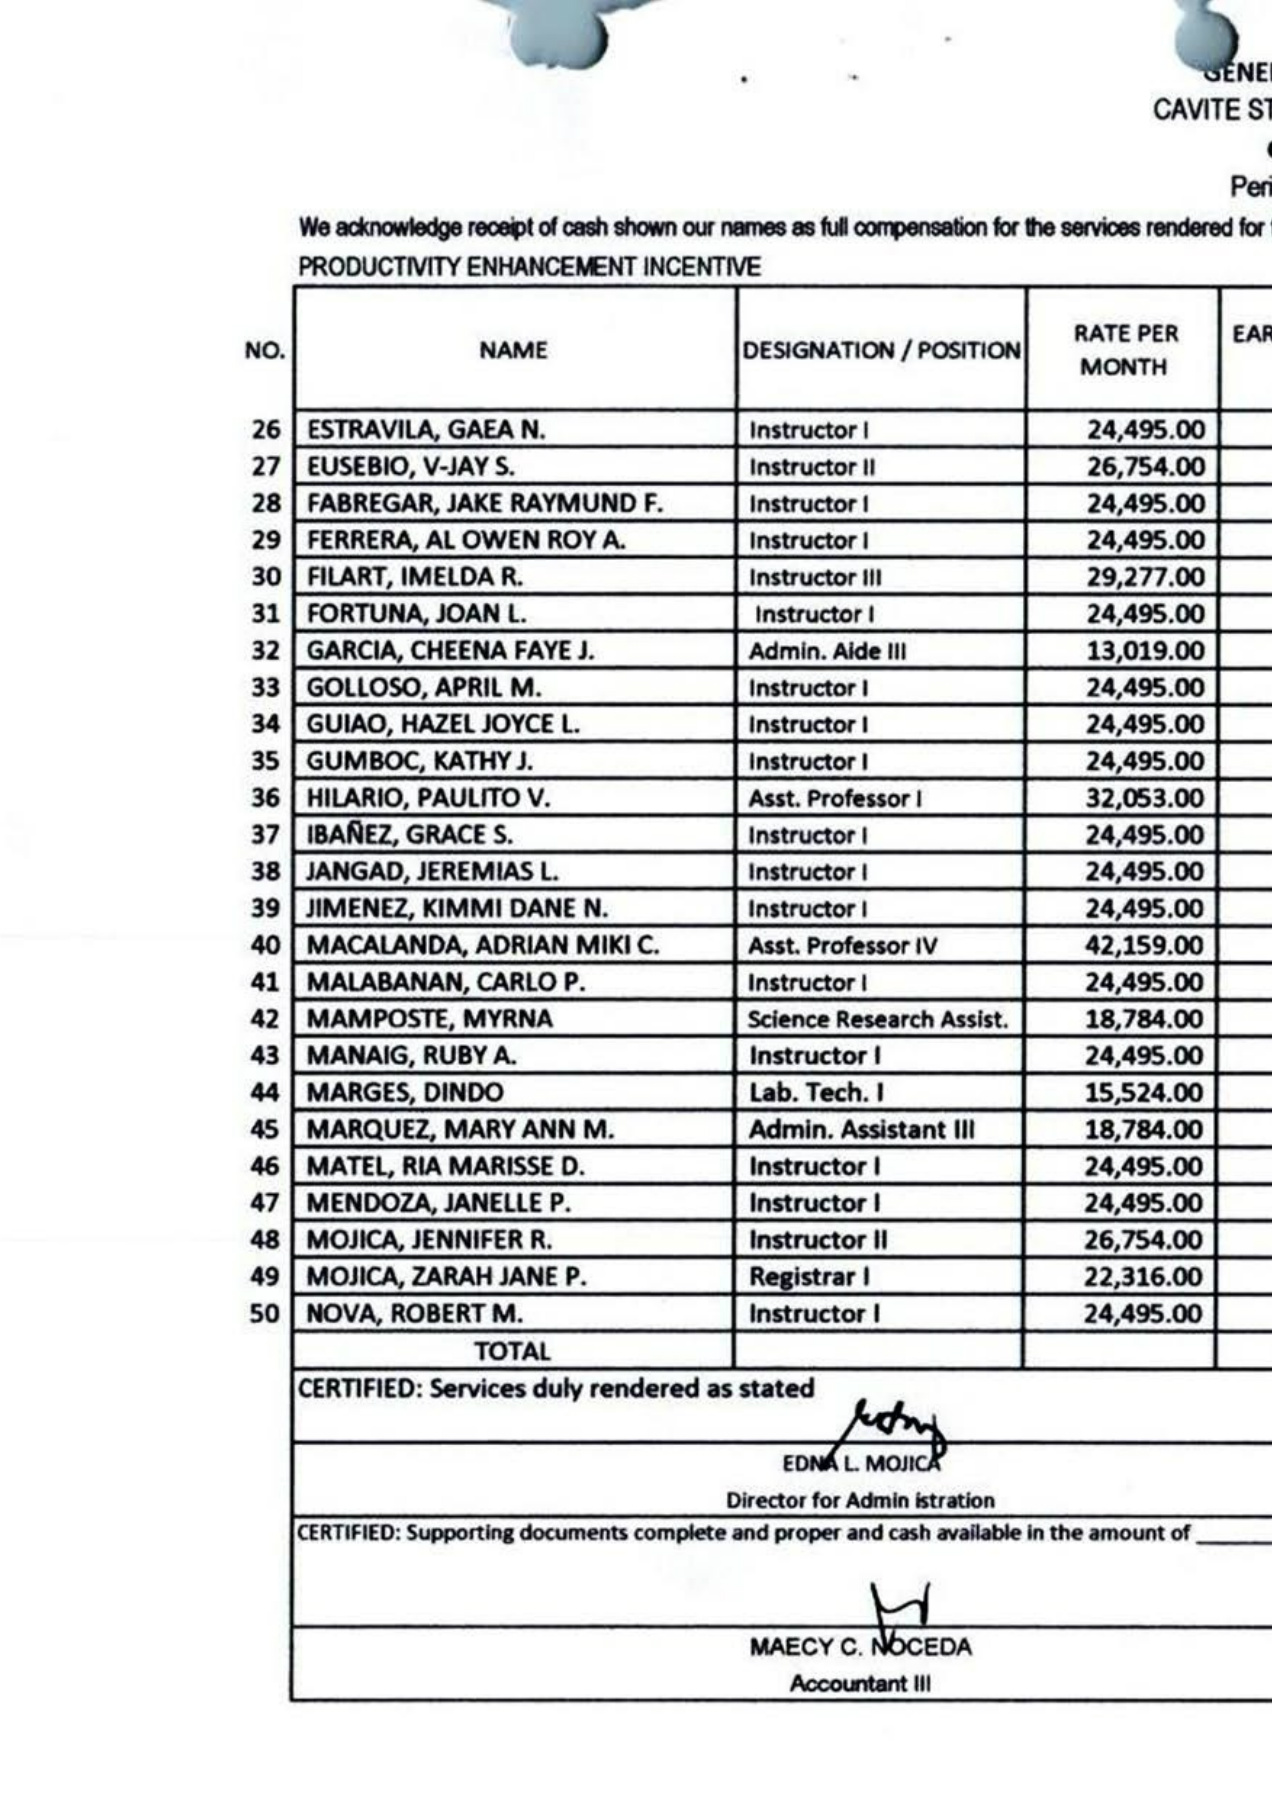 GENE
CAVITE ST
Peri
We acknowledge receipt of cash shown our names as full compensation for the services rendered for
PRODUCTIVITY ENHANCEMENT INCENTIVE
NO. NAME DESIGNATION / POSITION RATE PER MONTH EAR
26 ESTRAVILA, GAEA N. Instructor I 24,495.00
27 EUSEBIO, V-JAY S. Instructor II 26,754.00
28 FABREGAR, JAKE RAYMUND F. Instructor I 24,495.00
29 FERRERA, AL OWEN ROY A. Instructor I 24,495.00
30 FILART, IMELDA R. Instructor III 29,277.00
31 FORTUNA, JOAN L. Instructor I 24,495.00
32 GARCIA, CHEENA FAYE J. Admin. Aide III 13,019.00
33 GOLLOSO, APRIL M. Instructor I 24,495.00
34 GUIAO, HAZEL JOYCE L. Instructor I 24,495.00
35 GUMBOC, KATHY J. Instructor I 24,495.00
36 HILARIO, PAULITO V. Asst. Professor I 32,053.00
37 IBAÑEZ, GRACE S. Instructor I 24,495.00
38 JANGAD, JEREMIAS L. Instructor I 24,495.00
39 JIMENEZ, KIMMI DANE N. Instructor I 24,495.00
40 MACALANDA, ADRIAN MIKI C. Asst. Professor IV 42,159.00
41 MALABANAN, CARLO P. Instructor I 24,495.00
42 MAMPOSTE, MYRNA Science Research Assist. 18,784.00
43 MANAIG, RUBY A. Instructor I 24,495.00
44 MARGES, DINDO Lab. Tech. I 15,524.00
45 MARQUEZ, MARY ANN M. Admin. Assistant III 18,784.00
46 MATEL, RIA MARISSE D. Instructor I 24,495.00
47 MENDOZA, JANELLE P. Instructor I 24,495.00
48 MOJICA, JENNIFER R. Instructor II 26,754.00
49 MOJICA, ZARAH JANE P. Registrar I 22,316.00
50 NOVA, ROBERT M. Instructor I 24,495.00
TOTAL
CERTIFIED: Services duly rendered as stated
EDNA L. MOJICA
Director for Admin istration
CERTIFIED: Supporting documents complete and proper and cash available in the amount of
MAECY C. NOCEDA
Accountant III